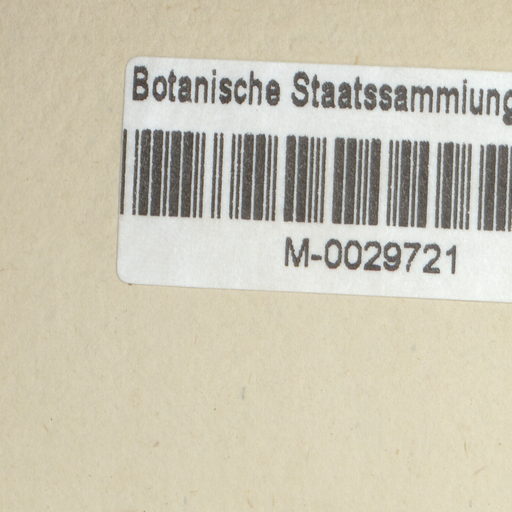 Botanische Staatssammlung
M-0029721